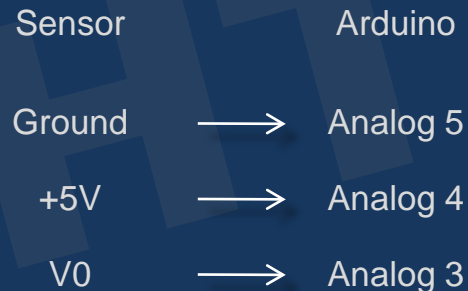 Sensor Arduino
Ground → Analog 5
+5V → Analog 4
V0 → Analog 3